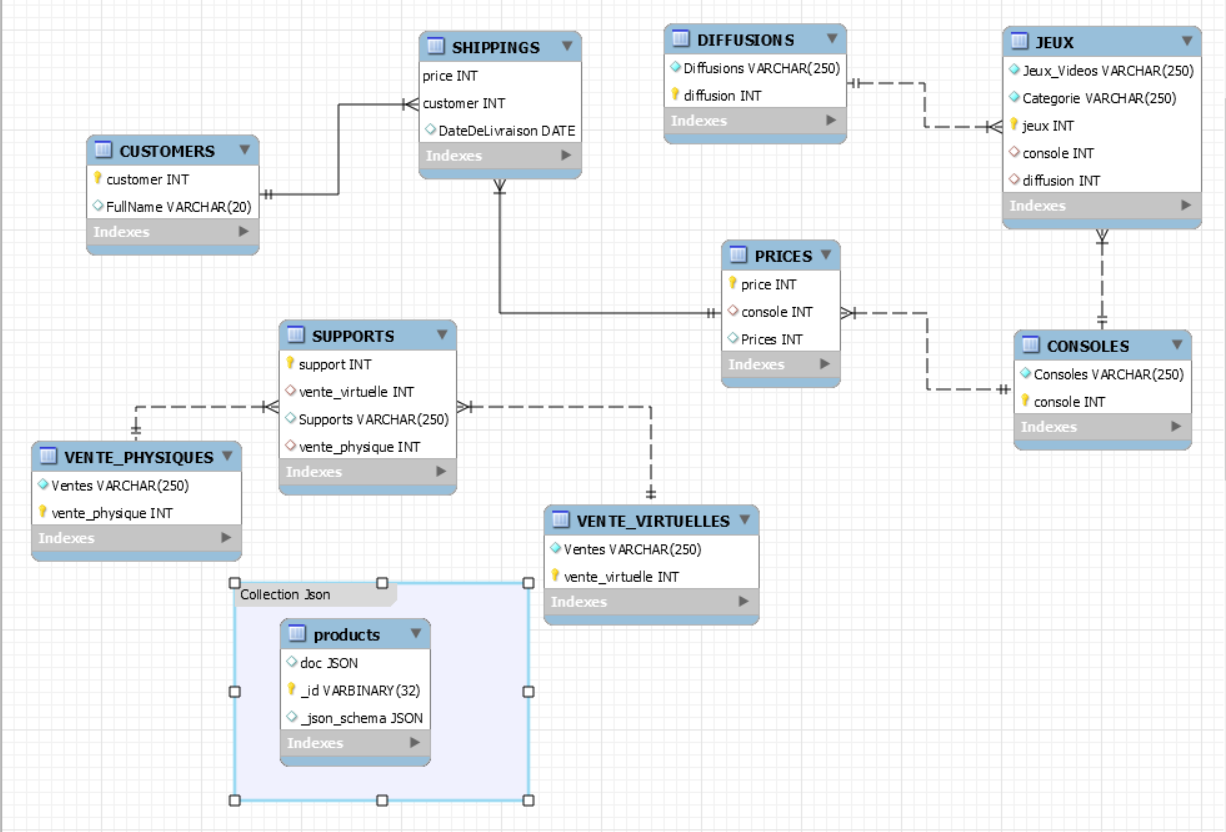 SHIPPINGS
price INT
customer INT
DateDeLivraison DATE
Indexes
DIFFUSIONS
Diffusions VARCHAR(250)
diffusion INT
Indexes
JEUX
Jeux_Videos VARCHAR(250)
Categorie VARCHAR(250)
jeux INT
console INT
diffusion INT
Indexes
CUSTOMERS
customer INT
FullName VARCHAR(20)
Indexes
PRICES
price INT
console INT
Prices INT
Indexes
SUPPORTS
support INT
vente_virtuelle INT
Supports VARCHAR(250)
vente_physique INT
Indexes
CONSOLES
Consoles VARCHAR(250)
console INT
Indexes
VENTE_PHYSIQUES
Ventes VARCHAR(250)
vente_physique INT
Indexes
VENTE_VIRTUELLES
Ventes VARCHAR(250)
vente_virtuelle INT
Indexes
Collection Json
products
doc JSON
_id VARBINARY(32)
_json_schema JSON
Indexes